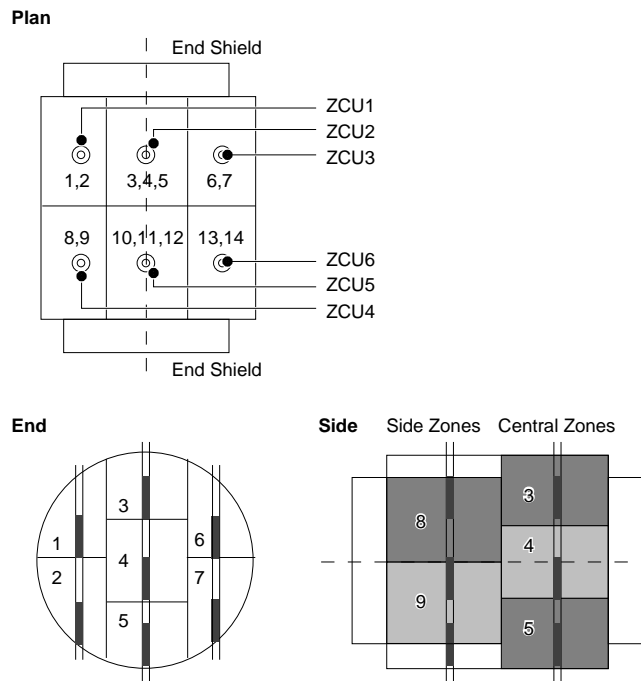 Plan
End Shield
ZCU1
ZCU2
ZCU3
1,2
3,4,5
6,7
8,9
10,11,12
13,14
ZCU6
ZCU5
ZCU4
End Shield
End
Side
Side Zones
Central Zones
3
1
6
4
2
7
5
3
8
4
9
5